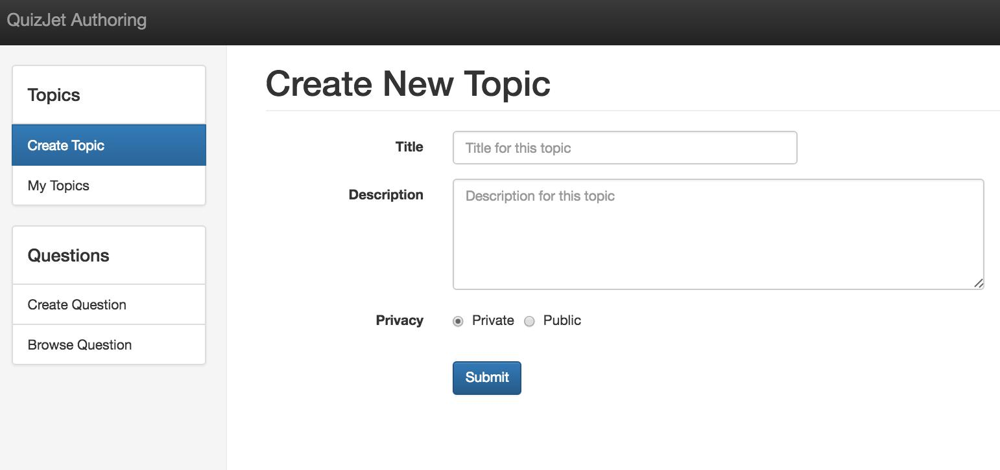 QuizJet Authoring
Topics
Create Topic
My Topics
Questions
Create Question
Browse Question
Create New Topic
Title
Title for this topic
Description
Description for this topic
Privacy
Private
Public
Submit